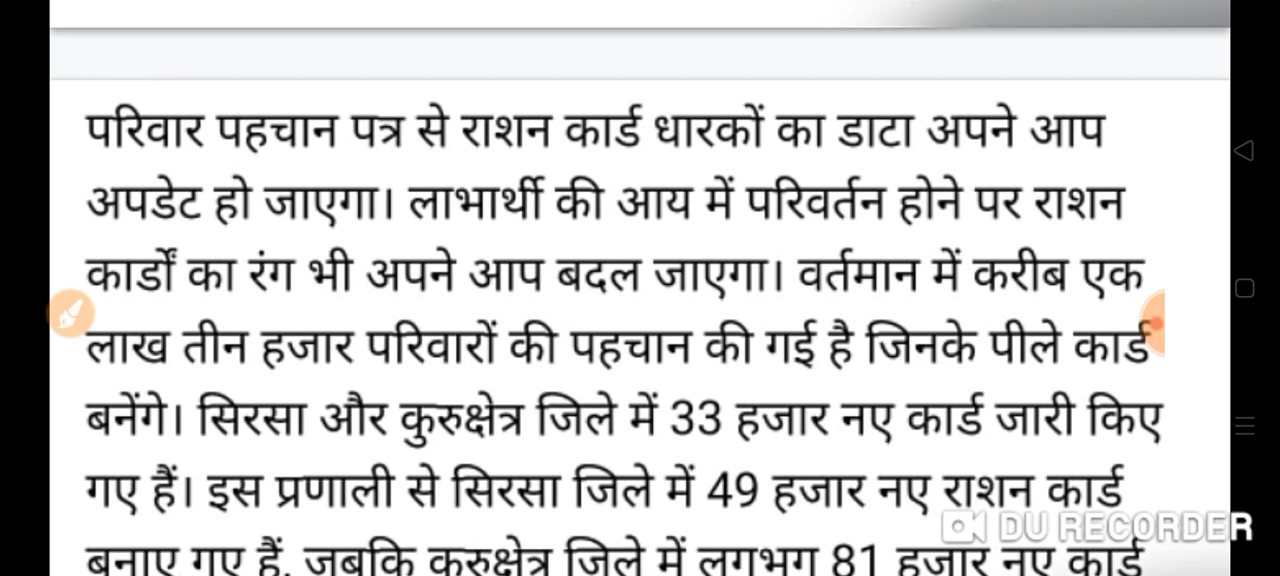 परिवार पहचान पत्र से राशन कार्ड धारकों का डाटा अपने आप
अपडेट हो जाएगा। लाभार्थी की आय में परिवर्तन होने पर राशन
कार्डों का रंग भी अपने आप बदल जाएगा। वर्तमान में करीब एक
लाख तीन हजार परिवारों की पहचान की गई है जिनके पीले कार्ड
बनेंगे। सिरसा और कुरुक्षेत्र जिले में 33 हजार नए कार्ड जारी किए
गए हैं। इस प्रणाली से सिरसा जिले में 49 हजार नए राशन कार्ड
DU RECORDER
बनाए गए हैं, जबकि कुरुक्षेत्र जिले में लगभग 81 हजार नए कार्ड